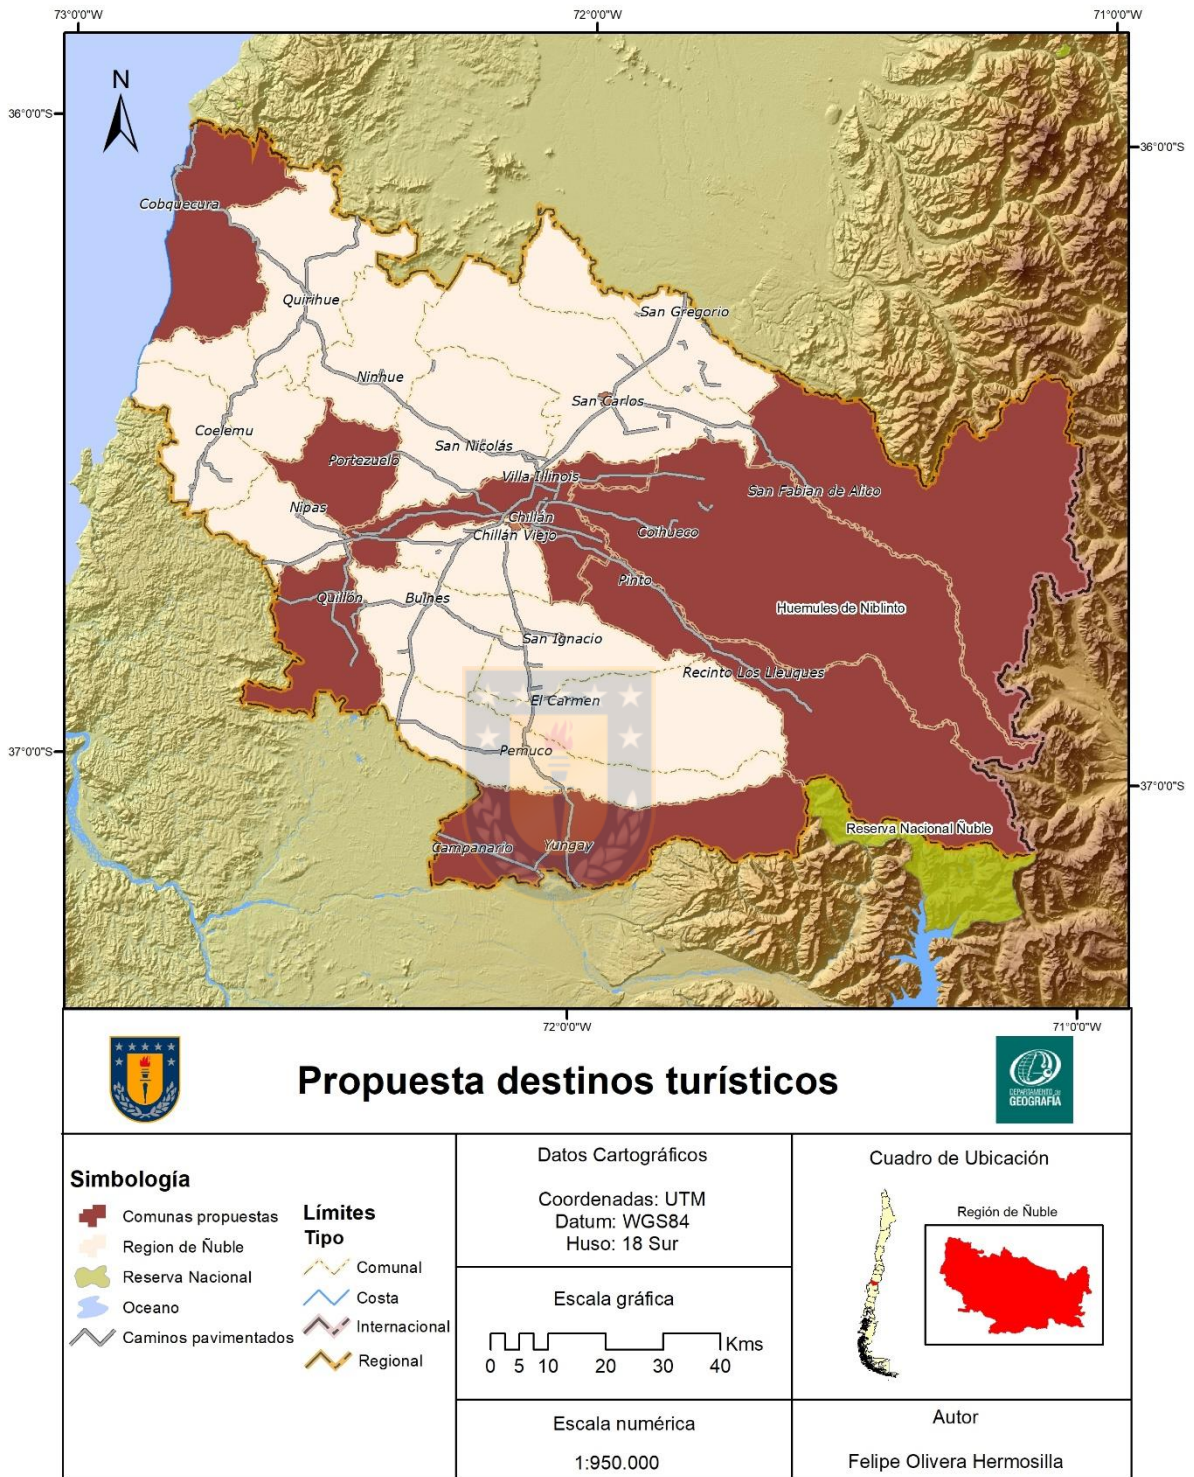 73°0'0"W
72°0'0"W
71°0'0"W
36°0'0"S
36°0'0"S
N
Cobquecura
Quirihue
San Gregorio
Ninhue
San Carlos
Coelemu
San Nicolás
Portezuelo
Villa Illinois
San Fabian de Alico
Nipas
Chillán
Chillán Viejo
Coihueco
Pinto
Quillón
Bulnes
Huemules de Niblinto
San Ignacio
Recinto Los Lleuques
El Carmen
Pemuco
37°0'0"S
37°0'0"S
Reserva Nacional Ñuble
Campanario
Yungay
72°0'0"W
71°0'0"W
Propuesta destinos turísticos
DEPARTAMENTO DE
GEOGRAFÍA
Simbología
Comunas propuestas
Region de Ñuble
Reserva Nacional
Oceano
Caminos pavimentados
Límites
Tipo
Comunal
Costa
Internacional
Regional
Datos Cartográficos
Coordenadas: UTM
Datum: WGS84
Huso: 18 Sur
Escala gráfica
Kms
0 5 10 20 30 40
Escala numérica
1:950.000
Cuadro de Ubicación
Región de Ñuble
Autor
Felipe Olivera Hermosilla